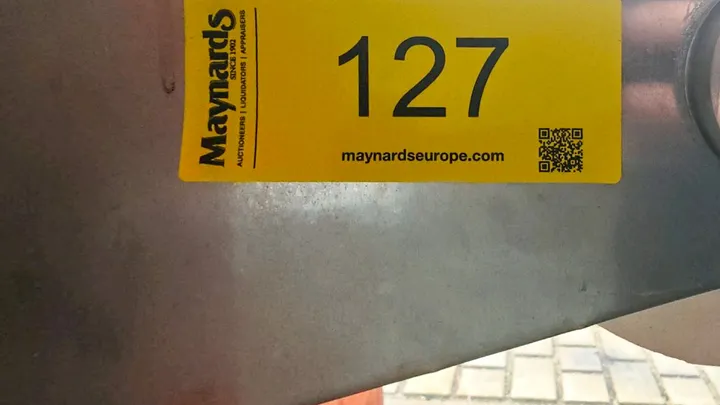 Maynards
SINCE 1902
AUCTIONEERS | LIQUIDATORS | APPRAISERS
127
maynardseurope.com